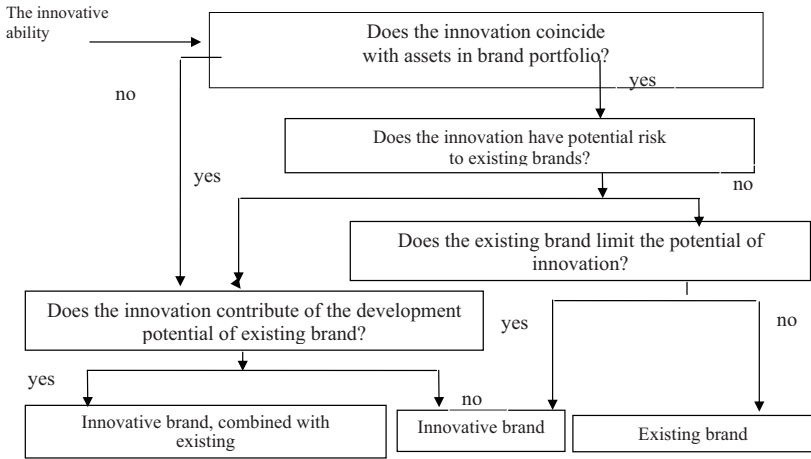 The innovative
ability
Does the innovation coincide
with assets in brand portfolio?
no
yes
Does the innovation have potential risk
to existing brands?
yes
no
Does the existing brand limit the potential of
innovation?
Does the innovation contribute of the development
potential of existing brand?
yes
no
yes
no
Innovative brand, combined with
existing
Innovative brand
Existing brand